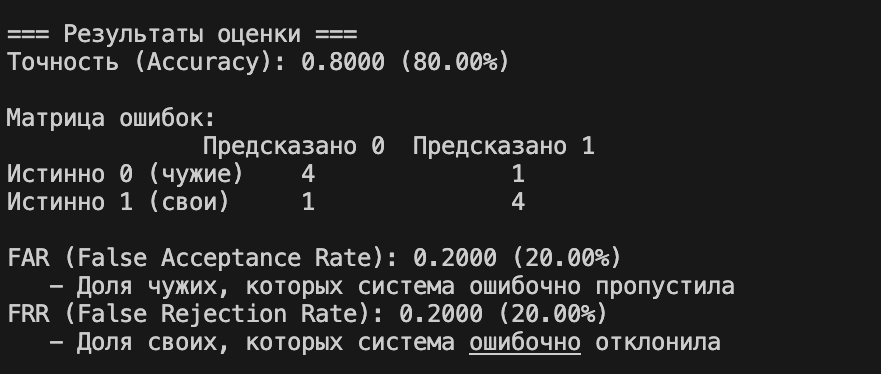 === Результаты оценки ===
Точность (Accuracy): 0.8000 (80.00%)
Матрица ошибок:
Предсказано 0 Предсказано 1
Истинно 0 (чужие) 4 1
Истинно 1 (свои) 1 4
FAR (False Acceptance Rate): 0.2000 (20.00%)
– Доля чужих, которых система ошибочно пропустила
FRR (False Rejection Rate): 0.2000 (20.00%)
– Доля своих, которых система ошибочно отклонила